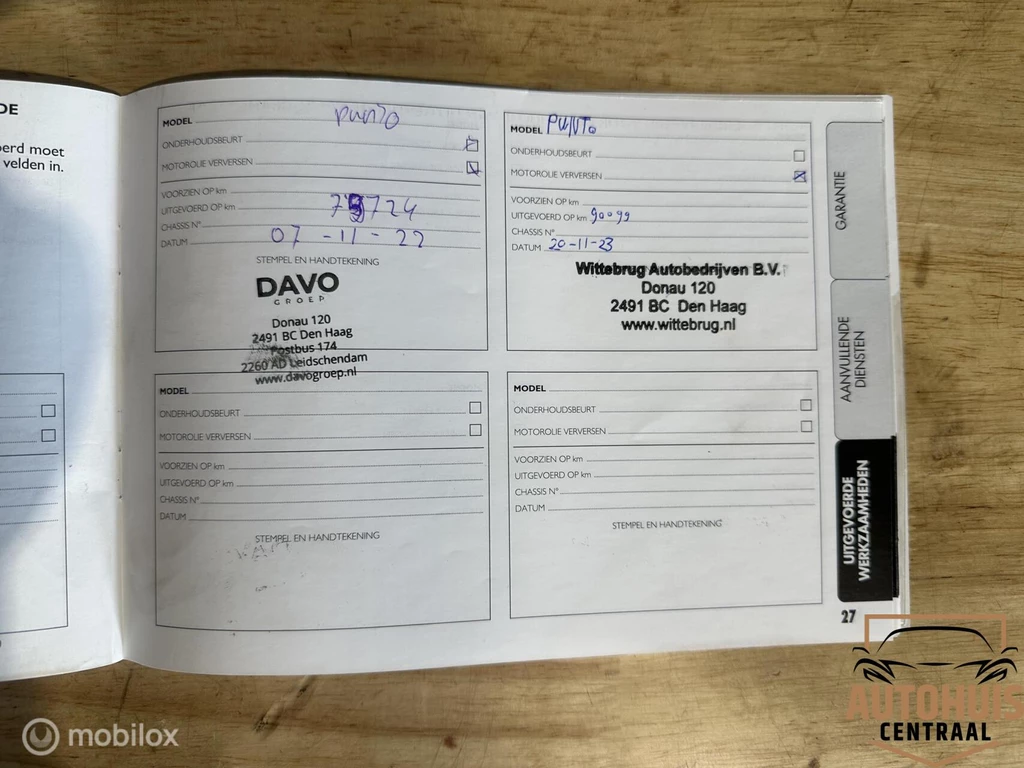 DE
erd moet
velden in.
MODEL Punto
ONDERHOUDSBEURT
MOTOROLIE VERVERSEN
VOORZIEN OP km
UITGEVOERD OP km 79724
CHASSIS N°
DATUM 07-11-22
STEMPEL EN HANDTEKENING
DAVO
GROEP
Donau 120
2491 BC Den Haag
Postbus 174
2260 AD Leidschendam
www.davogroep.nl
MODEL PUNTO
ONDERHOUDSBEURT
MOTOROLIE VERVERSEN
VOORZIEN OP km
UITGEVOERD OP km 90099
CHASSIS N°
DATUM 20-11-23
Wittebrug Autobedrijven B.V.
Donau 120
2491 BC Den Haag
www.wittebrug.nl
MODEL
ONDERHOUDSBEURT
MOTOROLIE VERVERSEN
VOORZIEN OP km
UITGEVOERD OP km
CHASSIS N°
DATUM
STEMPEL EN HANDTEKENING
MODEL
ONDERHOUDSBEURT
MOTOROLIE VERVERSEN
VOORZIEN OP km
UITGEVOERD OP km
CHASSIS N°
DATUM
STEMPEL EN HANDTEKENING
GARANTIE
AANVULLENDE
DIENSTEN
UITGEVOERDE
WERKZAAMHEDEN
27
mobilox
AUTOHUIS
CENTRAAL